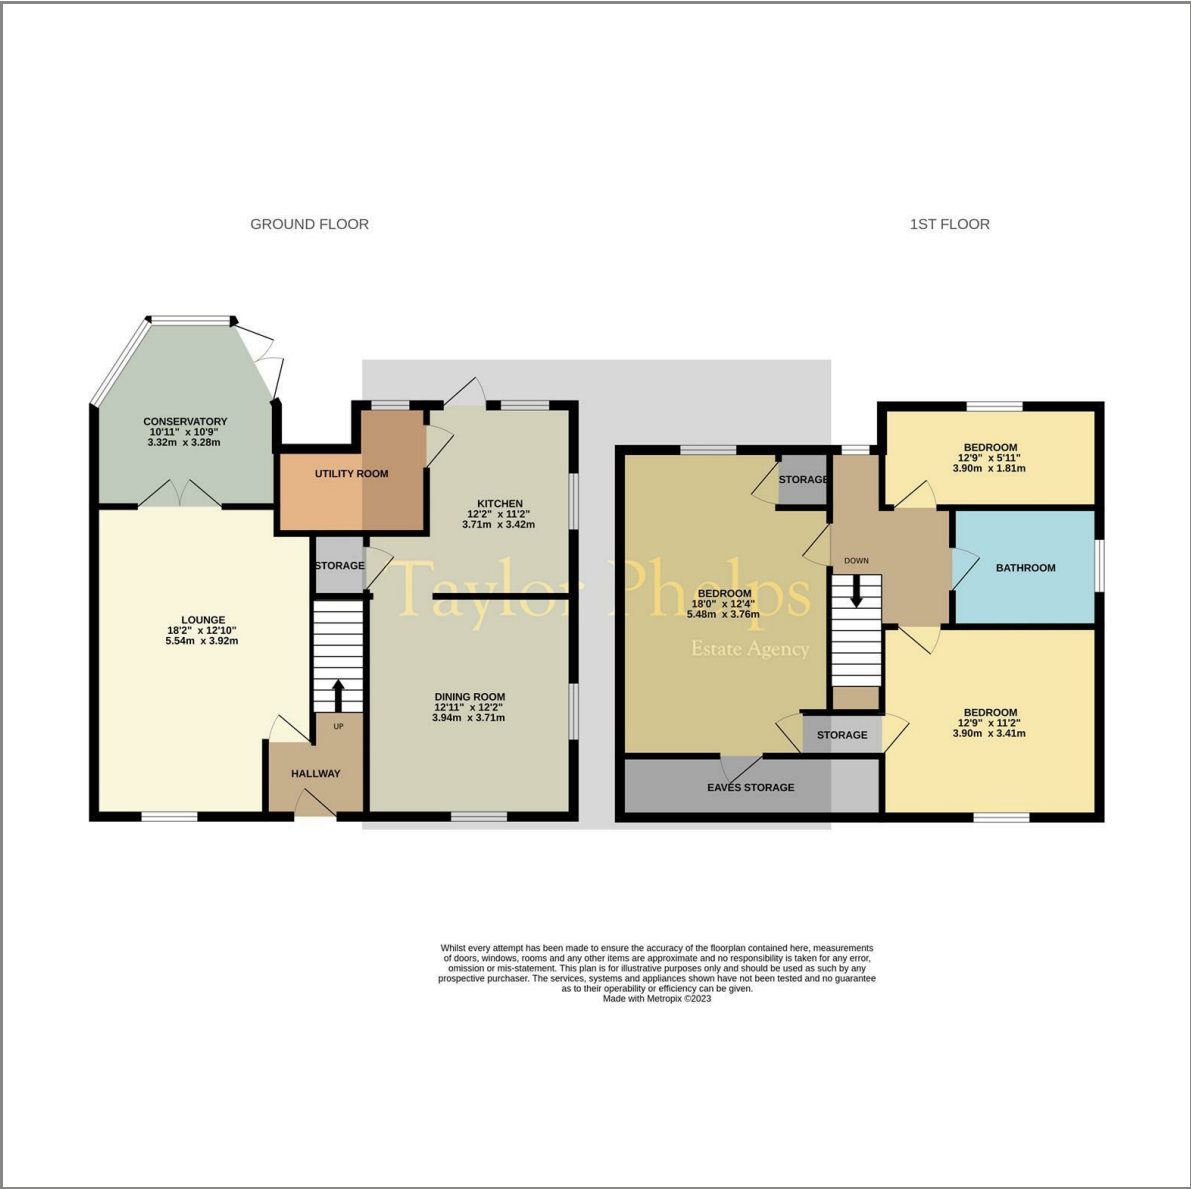 GROUND FLOOR
1ST FLOOR
CONSERVATORY
10'11" x 10'9"
3.32m x 3.28m
UTILITY ROOM
KITCHEN
12'2" x 11'2"
3.71m x 3.42m
STORAGE
LOUNGE
18'2" x 12'10"
5.54m x 3.92m
DINING ROOM
12'11" x 12'2"
3.94m x 3.71m
UP
HALLWAY
BEDROOM
12'9" x 5'11"
3.90m x 1.81m
STORAGE
DOWN
BATHROOM
BEDROOM
18'0" x 12'4"
5.48m x 3.76m
BEDROOM
12'9" x 11'2"
3.90m x 3.41m
STORAGE
EAVES STORAGE
Taylor Phelps
Estate Agency
Whilst every attempt has been made to ensure the accuracy of the floorplan contained here, measurements
of doors, windows, rooms and any other items are approximate and no responsibility is taken for any error,
omission or mis-statement. This plan is for illustrative purposes only and should be used as such by any
prospective purchaser. The services, systems and appliances shown have not been tested and no guarantee
as to their operability or efficiency can be given.
Made with Metropix ©2023